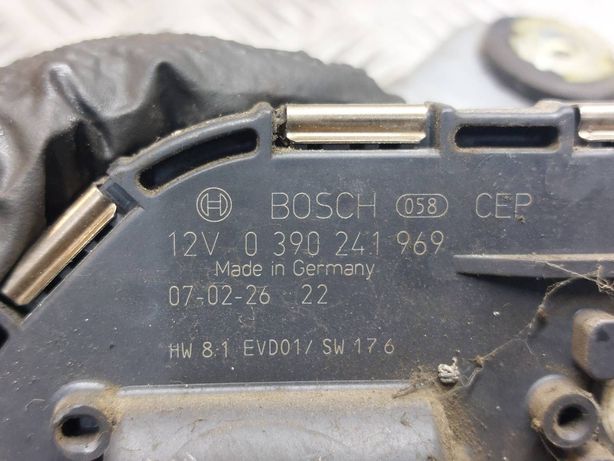 BOSCH 058 CEP
12V 0 390 241 969
Made in Germany
07-02-26 22
HW 8.1 EVD01/ SW 17.6